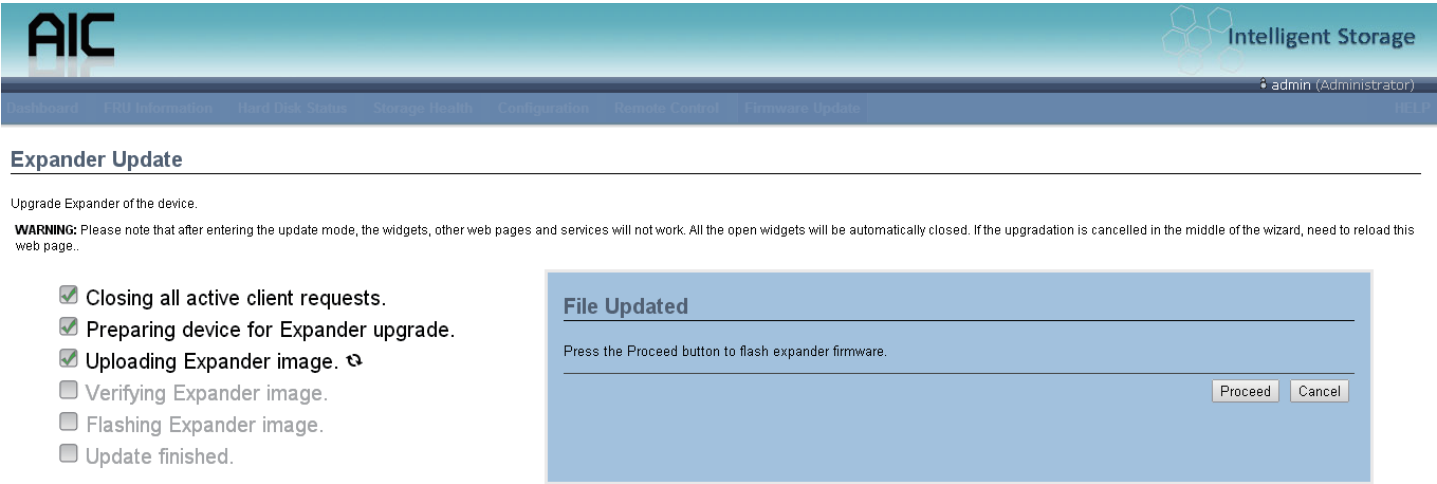 AIC
Intelligent Storage
admin (Administrator)
Dashboard FRU Information Hard Disk Status Storage Health Configuration Remote Control Firmware Update HELP
Expander Update
Upgrade Expander of the device.
WARNING: Please note that after entering the update mode, the widgets, other web pages and services will not work. All the open widgets will be automatically closed. If the upgradation is cancelled in the middle of the wizard, need to reload this
web page..
Closing all active client requests.
Preparing device for Expander upgrade.
Uploading Expander image.
Verifying Expander image.
Flashing Expander image.
Update finished.
File Updated
Press the Proceed button to flash expander firmware.
Proceed Cancel